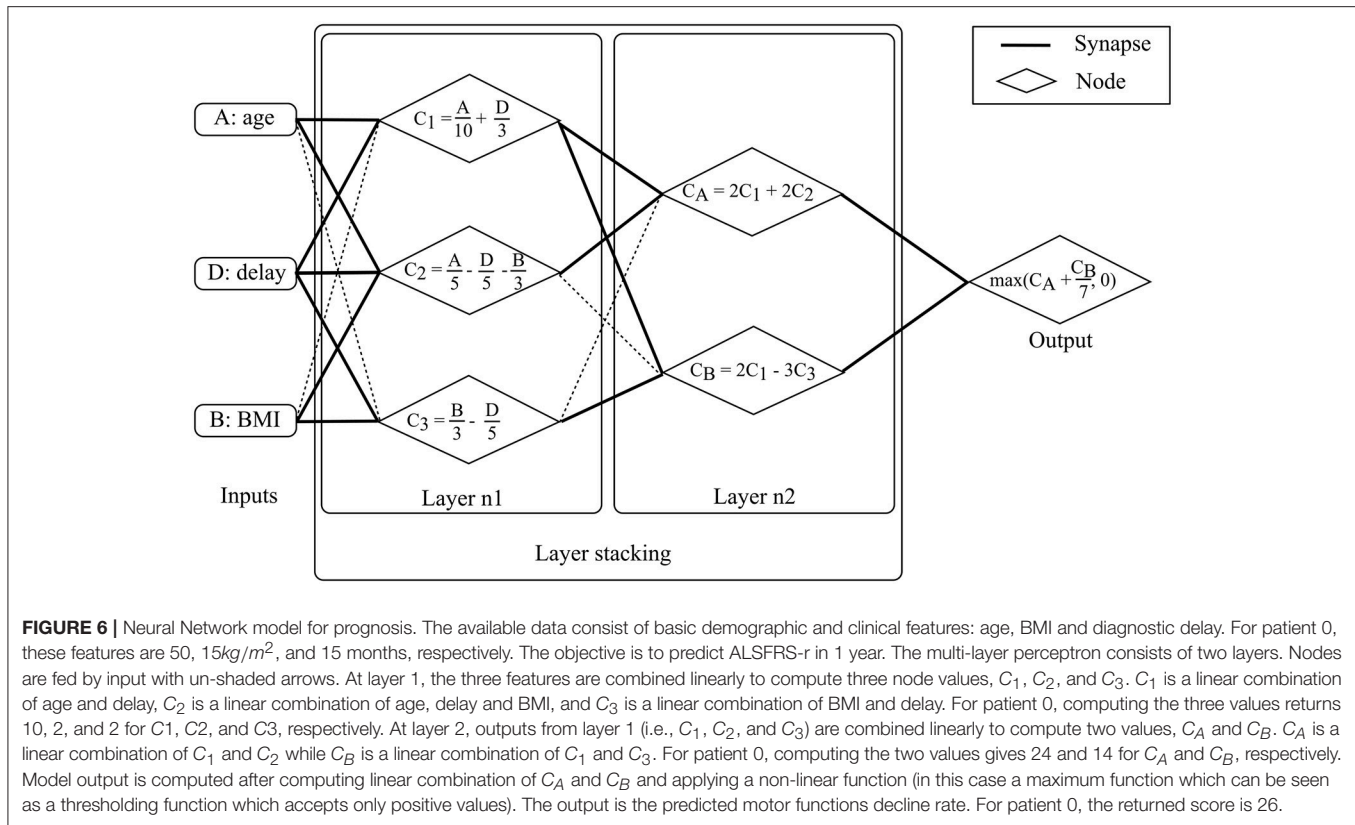 Synapse
Node
A: age
D: delay
B: BMI
Inputs
C1 = A/10 + D/3
C2 = A/5 - D/5 - B/3
C3 = B/3 - D/5
Layer n1
CA = 2C1 + 2C2
CB = 2C1 - 3C3
Layer n2
Layer stacking
max(CA + CB/7, 0)
Output
FIGURE 6 | Neural Network model for prognosis. The available data consist of basic demographic and clinical features: age, BMI and diagnostic delay. For patient 0,
these features are 50, 15kg/m², and 15 months, respectively. The objective is to predict ALSFRS-r in 1 year. The multi-layer perceptron consists of two layers. Nodes
are fed by input with un-shaded arrows. At layer 1, the three features are combined linearly to compute three node values, C1, C2, and C3. C1 is a linear combination
of age and delay, C2 is a linear combination of age, delay and BMI, and C3 is a linear combination of BMI and delay. For patient 0, computing the three values returns
10, 2, and 2 for C1, C2, and C3, respectively. At layer 2, outputs from layer 1 (i.e., C1, C2, and C3) are combined linearly to compute two values, CA and CB. CA is a
linear combination of C1 and C2 while CB is a linear combination of C1 and C3. For patient 0, computing the two values gives 24 and 14 for CA and CB, respectively.
Model output is computed after computing linear combination of CA and CB and applying a non-linear function (in this case a maximum function which can be seen
as a thresholding function which accepts only positive values). The output is the predicted motor functions decline rate. For patient 0, the returned score is 26.